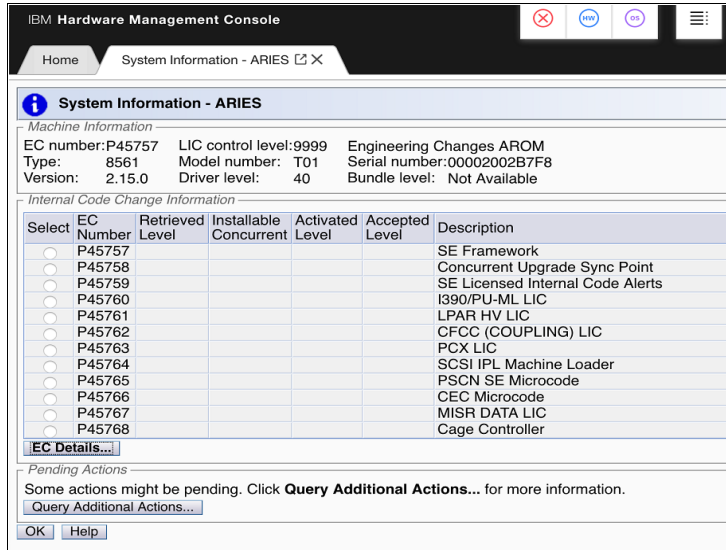 IBM Hardware Management Console
HW
OS
Home
System Information - ARIES
System Information - ARIES
Machine Information
EC number:P45757 LIC control level:9999 Engineering Changes AROM
Type: 8561 Model number: T01 Serial number:00002002B7F8
Version: 2.15.0 Driver level: 40 Bundle level: Not Available
Internal Code Change Information
Select EC Number Retrieved Level Installable Concurrent Activated Level Accepted Level Description
P45757 SE Framework
P45758 Concurrent Upgrade Sync Point
P45759 SE Licensed Internal Code Alerts
P45760 I390/PU-ML LIC
P45761 LPAR HV LIC
P45762 CFCC (COUPLING) LIC
P45763 PCX LIC
P45764 SCSI IPL Machine Loader
P45765 PSCN SE Microcode
P45766 CEC Microcode
P45767 MISR DATA LIC
P45768 Cage Controller
EC Details...
Pending Actions
Some actions might be pending. Click Query Additional Actions... for more information.
Query Additional Actions...
OK Help